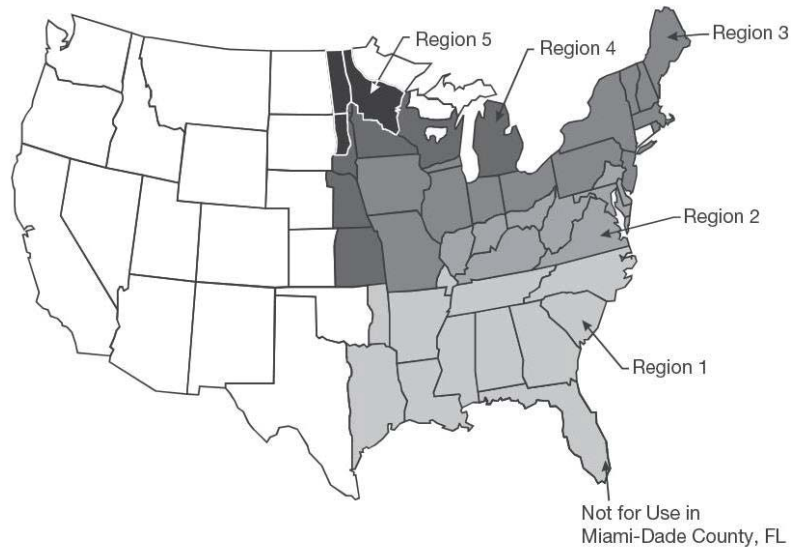 Region 5
Region 4
Region 3
Region 2
Region 1
Not for Use in
Miami-Dade County, FL